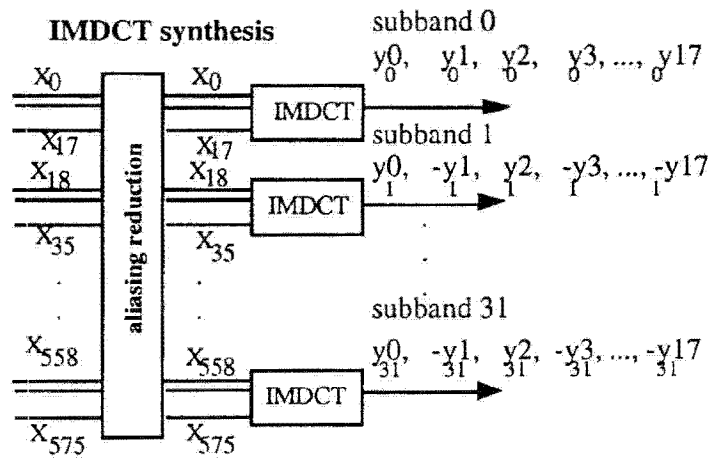 IMDCT synthesis
subband 0
y0, y1, y2, y3, ..., y17
0 0 0 0 0
X0 X0
IMDCT
X17 X17
subband 1
X18 X18
y0, -y1, y2, -y3, ..., -y17
1 1 1 1 1
IMDCT
X35 X35
aliasing reduction
. . . .
. . . .
subband 31
X558 X558
y0, -y1, y2, -y3, ..., -y17
31 31 31 31 31
IMDCT
X575 X575